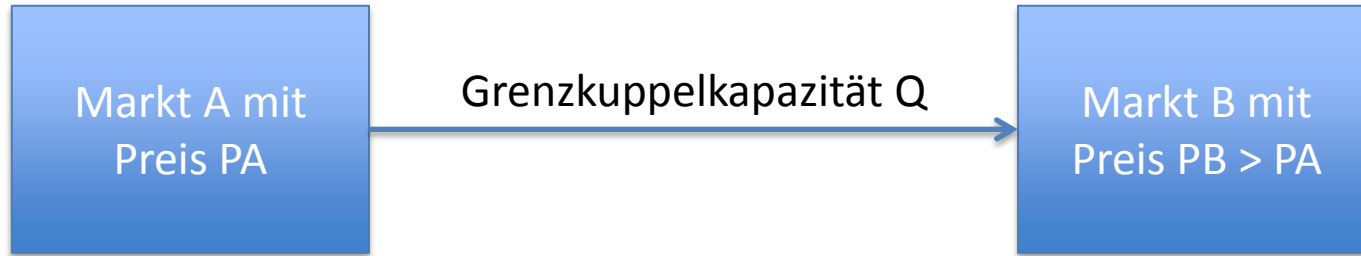 Markt A mit
Preis PA
Grenzkuppelkapazität Q
Markt B mit
Preis PB > PA